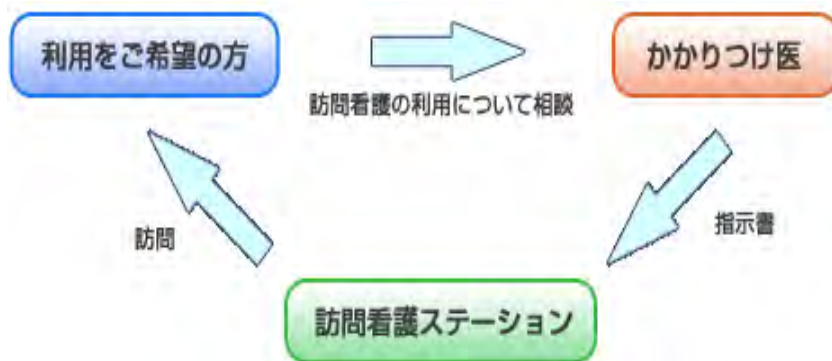 利用をご希望の方
かかりつけ医
訪問看護の利用について相談
訪問
指示書
訪問看護ステーション